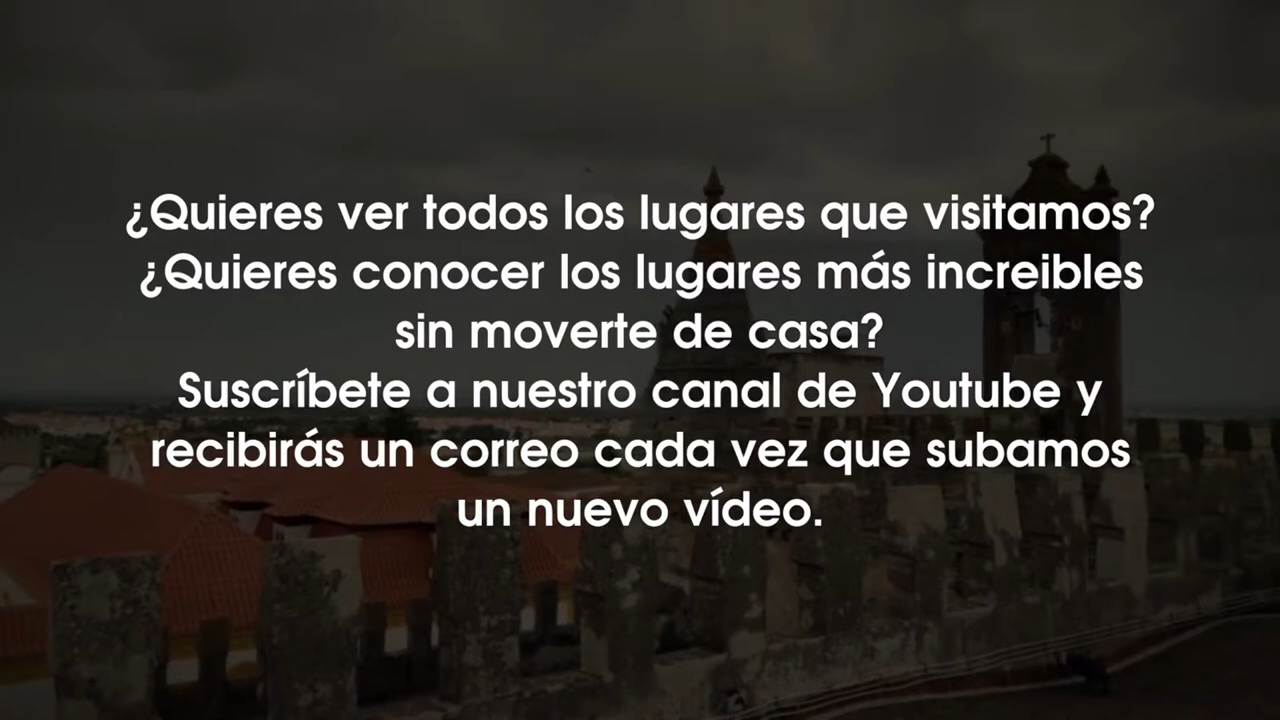 ¿Quieres ver todos los lugares que visitamos?
¿Quieres conocer los lugares más increibles
sin moverte de casa?
Suscríbete a nuestro canal de Youtube y
recibirás un correo cada vez que subamos
un nuevo vídeo.